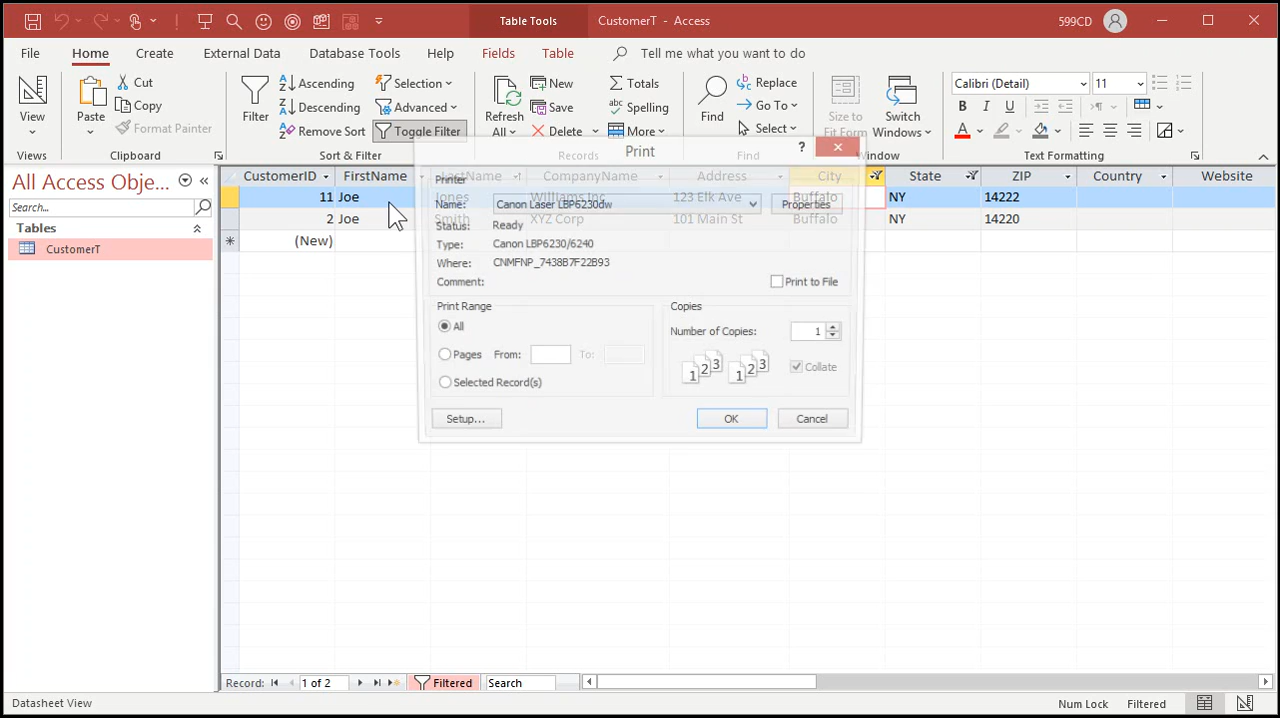 Table Tools
CustomerT - Access
599CD
File Home Create External Data Database Tools Help Fields Table Tell me what you want to do
View
Views
Paste
Cut
Copy
Format Painter
Clipboard
Filter
Ascending
Descending
Remove Sort
Selection
Advanced
Toggle Filter
Sort & Filter
Refresh
All
New
Save
Delete
Totals
Spelling
More
Records
Find
Replace
Go To
Select
Find
Size to
Fit Form
Switch
Windows
Window
Calibri (Detail) 11
B I U
A
Text Formatting
All Access Obje...
Search...
Tables
CustomerT
CustomerID FirstName LastName CompanyName Address City State ZIP Country Website
11 Joe Jones Williams Inc 123 Elk Ave Buffalo NY 14222
2 Joe Smith XYZ Corp 101 Main St Buffalo NY 14220
(New)
Print
?
Printer
Name: Canon Laser LBP6230dw Properties
Status: Ready
Type: Canon LBP6230/6240
Where: CNMFNP_7438B7F22B93
Comment:
Print to File
Print Range
All
Pages From: To:
Selected Record(s)
Copies
Number of Copies: 1
1 2 3 1 2 3
Collate
Setup... OK Cancel
Record: 1 of 2 Filtered Search
Datasheet View
Num Lock Filtered